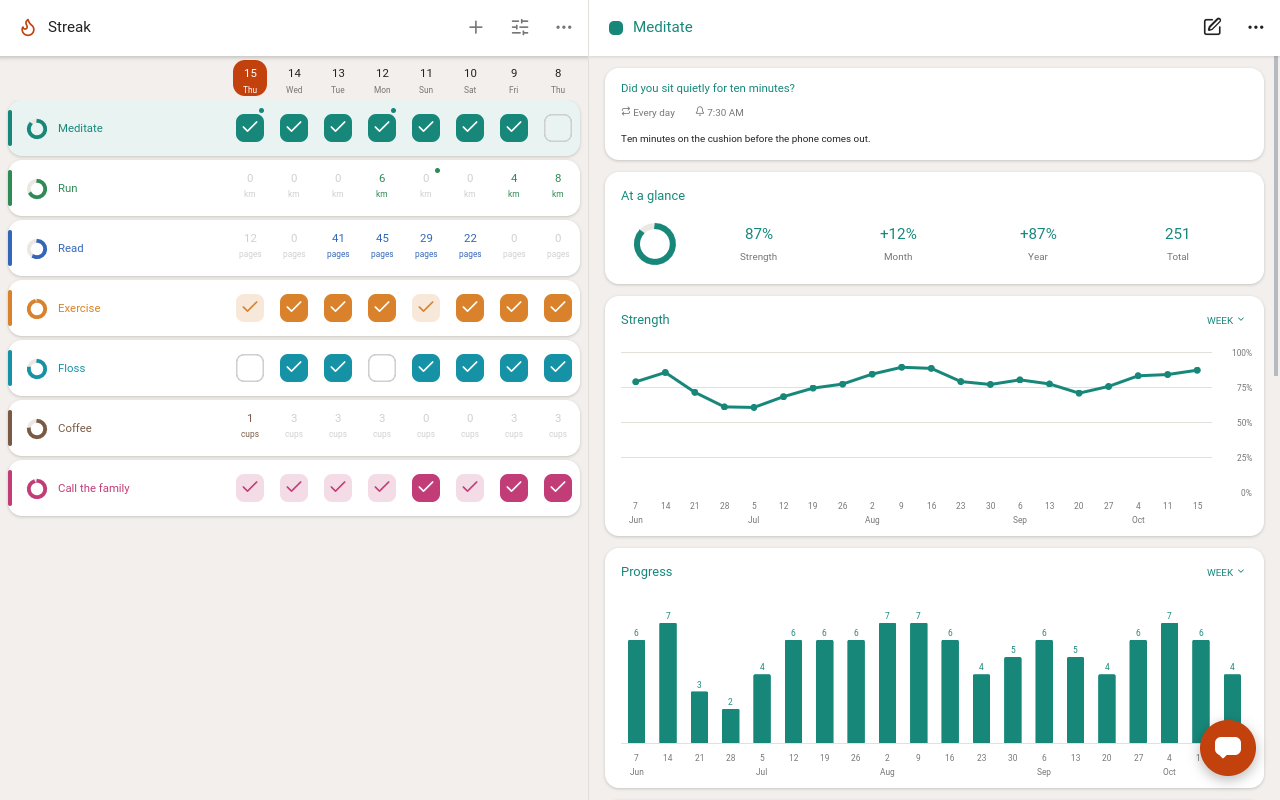 Streak
15 14 13 12 11 10 9 8
Thu Wed Tue Mon Sun Sat Fri Thu
Meditate
Run 0 0 0 6 0 0 4 8
km km km km km km km km
Read 12 0 41 45 29 22 0 0
pages pages pages pages pages pages pages pages
Exercise
Floss
Coffee 1 3 3 3 0 0 3 3
cups cups cups cups cups cups cups cups
Call the family
Meditate
Did you sit quietly for ten minutes?
Every day 7:30 AM
Ten minutes on the cushion before the phone comes out.
At a glance
87% +12% +87% 251
Strength Month Year Total
Strength WEEK
100%
75%
50%
25%
0%
7 14 21 28 5 12 19 26 2 9 16 23 30 6 13 20 27 4 11 15
Jun Jul Aug Sep Oct
Progress WEEK
6 7 3 2 4 6 6 6 7 7 6 4 5 6 5 4 6 7 6 4
7 14 21 28 5 12 19 26 2 9 16 23 30 6 13 20 27 4
Jun Jul Aug Sep Oct